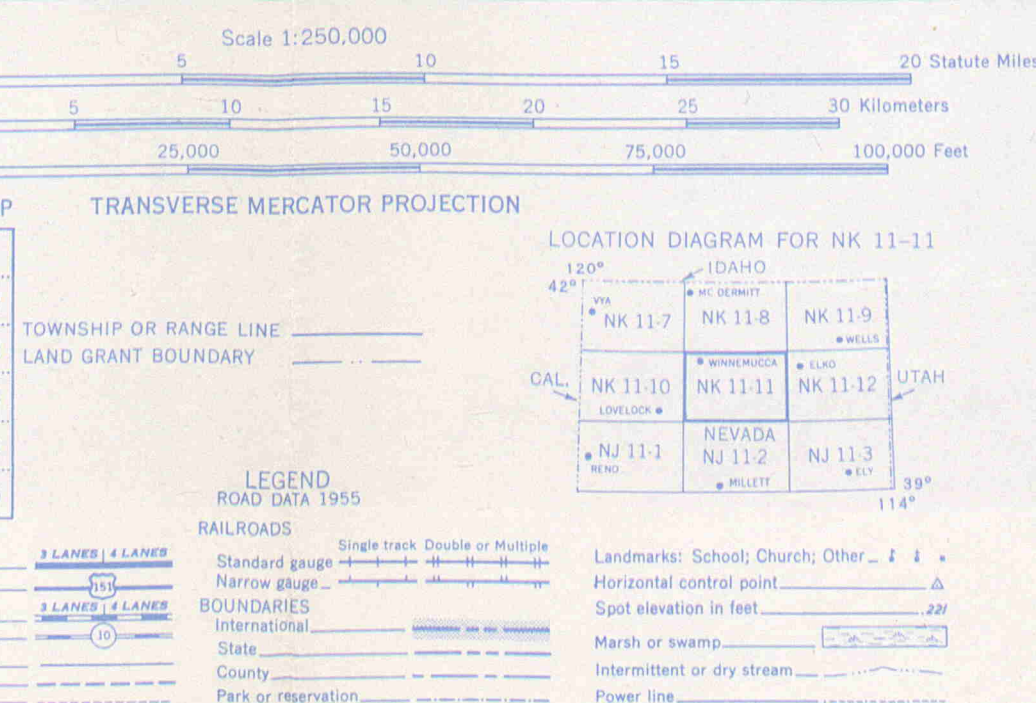 Scale 1:250,000
5 10 15 20 Statute Miles
5 10 15 20 25 30 Kilometers
25,000 50,000 75,000 100,000 Feet
P
TRANSVERSE MERCATOR PROJECTION
TOWNSHIP OR RANGE LINE
LAND GRANT BOUNDARY
LOCATION DIAGRAM FOR NK 11-11
120° IDAHO
42°
VYA
MC DERMITT
NK 11-7 NK 11-8 NK 11-9
WELLS
WINNEMUCCA ELKO
CAL. NK 11-10 NK 11-11 NK 11-12 UTAH
LOVELOCK
NEVADA
NJ 11-1 NJ 11-2 NJ 11-3
RENO MILLETT ELY
39°
114°
LEGEND
ROAD DATA 1955
3 LANES | 4 LANES
151
3 LANES | 4 LANES
10
RAILROADS
Single track Double or Multiple
Standard gauge
Narrow gauge
BOUNDARIES
International
State
County
Park or reservation
Landmarks: School; Church; Other
Horizontal control point
Spot elevation in feet .221
Marsh or swamp
Intermittent or dry stream
Power line